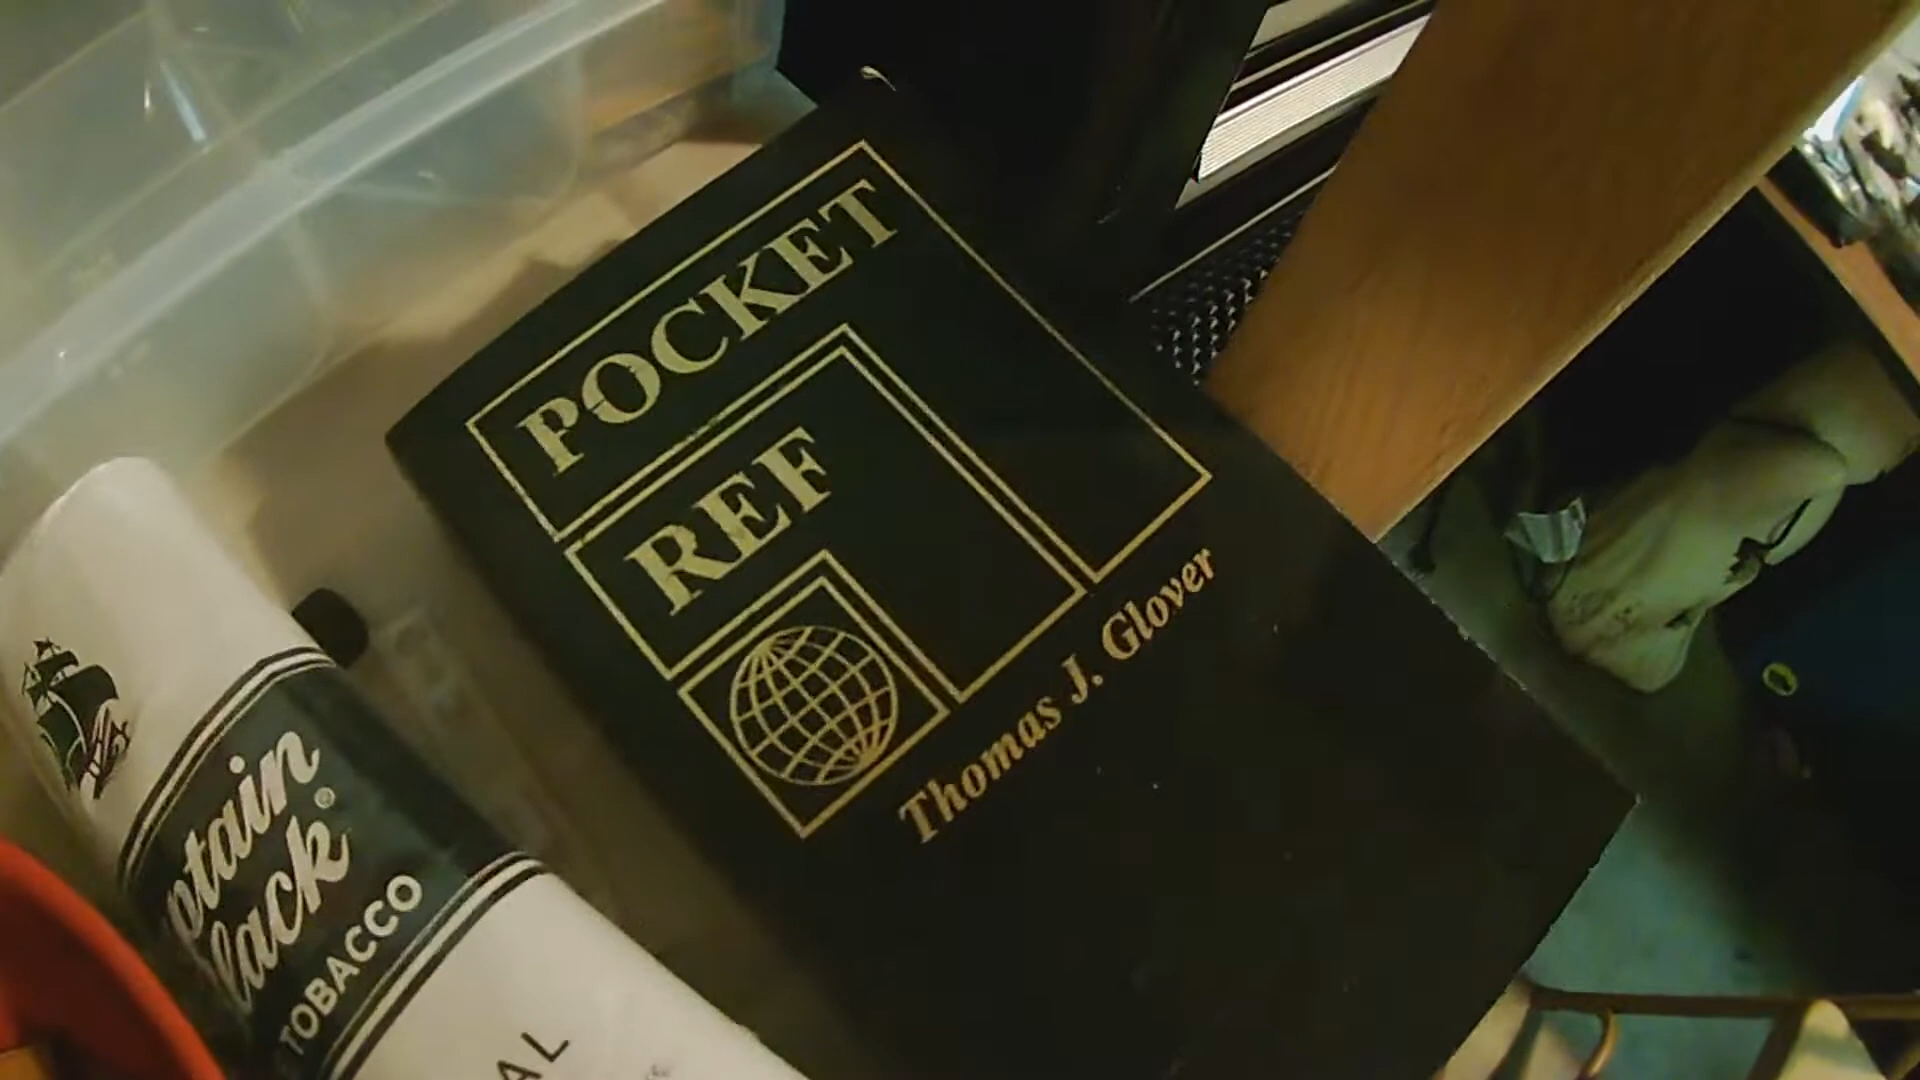 POCKET
REF
Thomas J. Glover
ptain
lack®
TOBACCO
AL